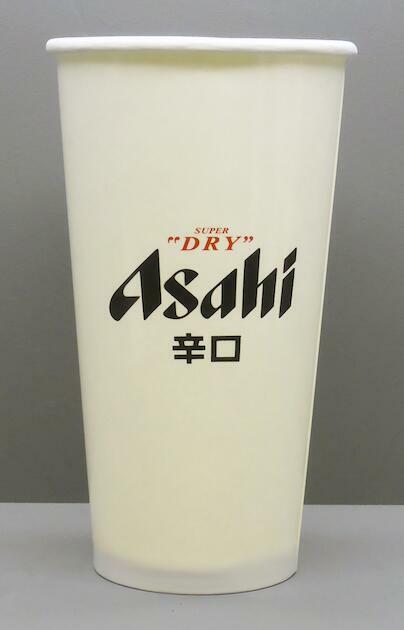 SUPER
"DRY"
Asahi
辛口